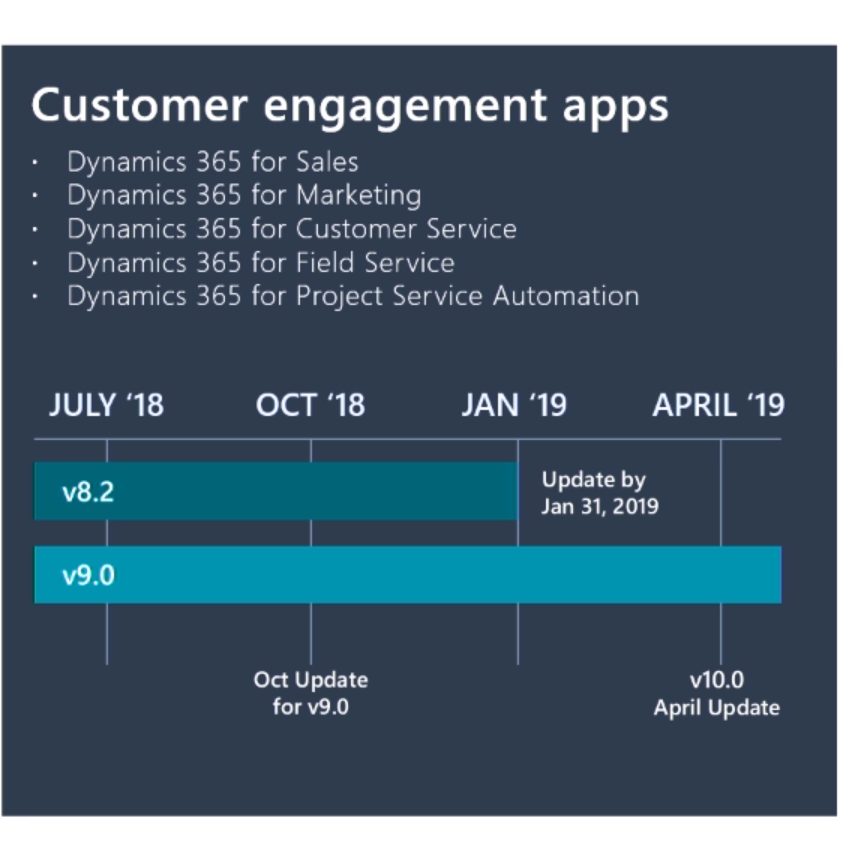 Customer engagement apps
· Dynamics 365 for Sales
· Dynamics 365 for Marketing
· Dynamics 365 for Customer Service
· Dynamics 365 for Field Service
· Dynamics 365 for Project Service Automation
JULY ‘18 OCT ‘18 JAN ‘19 APRIL ‘19
v8.2
Update by
Jan 31, 2019
v9.0
Oct Update
for v9.0
v10.0
April Update